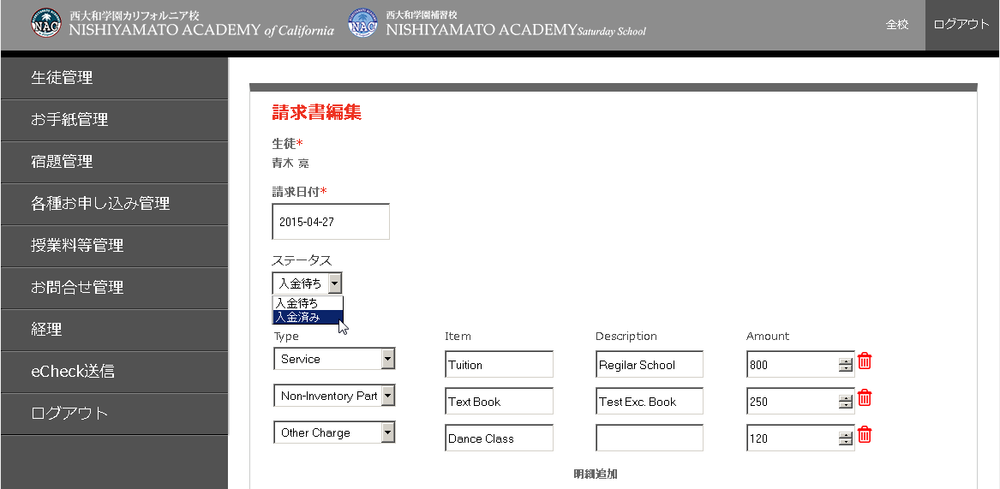 西大和学園カリフォルニア校
NISHIYAMATO ACADEMY of California
西大和学園補習校
NISHIYAMATO ACADEMY Saturday School
NAC
NAC
全校
ログアウト
生徒管理
お手紙管理
宿題管理
各種お申し込み管理
授業料等管理
お問合せ管理
経理
eCheck送信
ログアウト
請求書編集
生徒*
青木 亮
請求日付*
2015-04-27
ステータス
入金待ち
入金待ち
入金済み
Type Item Description Amount
Service Tuition Regilar School 800
Non-Inventory Part Text Book Test Exc. Book 250
Other Charge Dance Class 120
明細追加